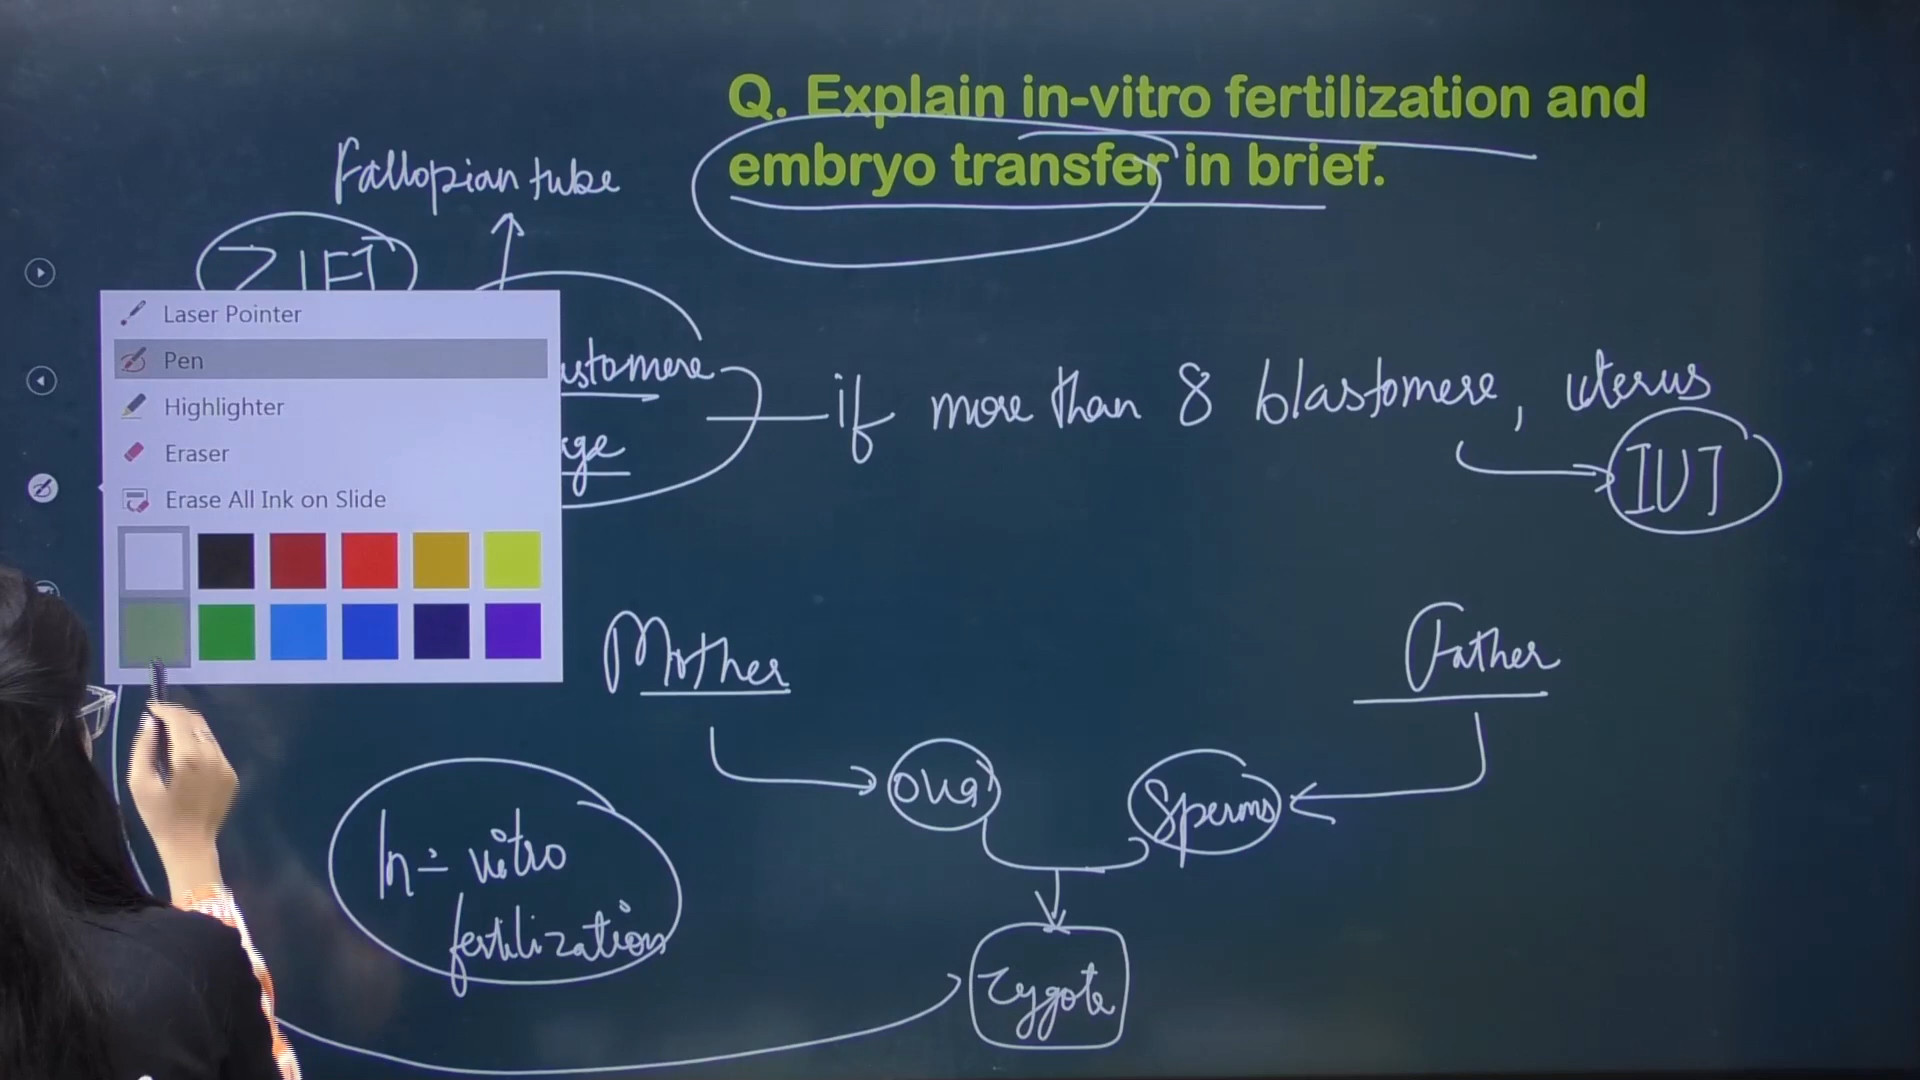 Q. Explain in-vitro fertilization and
embryo transfer in brief.
Fallopian tube
ZIFT
Laser Pointer
Pen
Highlighter
Eraser
Erase All Ink on Slide
if more than 8 blastomere, uterus
IUT
Mother
Father
ova
Sperms
In-vitro
fertilization
Zygote